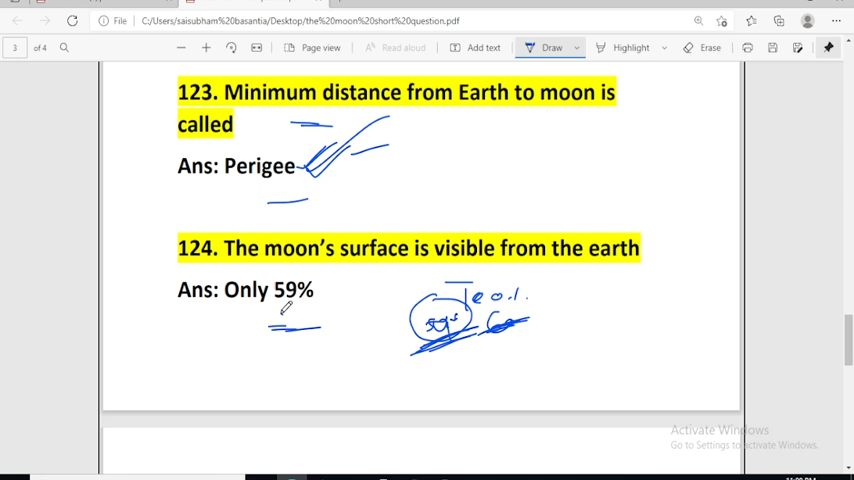 File | C:/Users/saisubham%20basantia/Desktop/the%20moon%20short%20question.pdf
3 of 4 Page view Read aloud Add text Draw Highlight Erase
123. Minimum distance from Earth to moon is
called
Ans: Perigee
124. The moon's surface is visible from the earth
Ans: Only 59%
Activate Windows
Go to Settings to activate Windows.